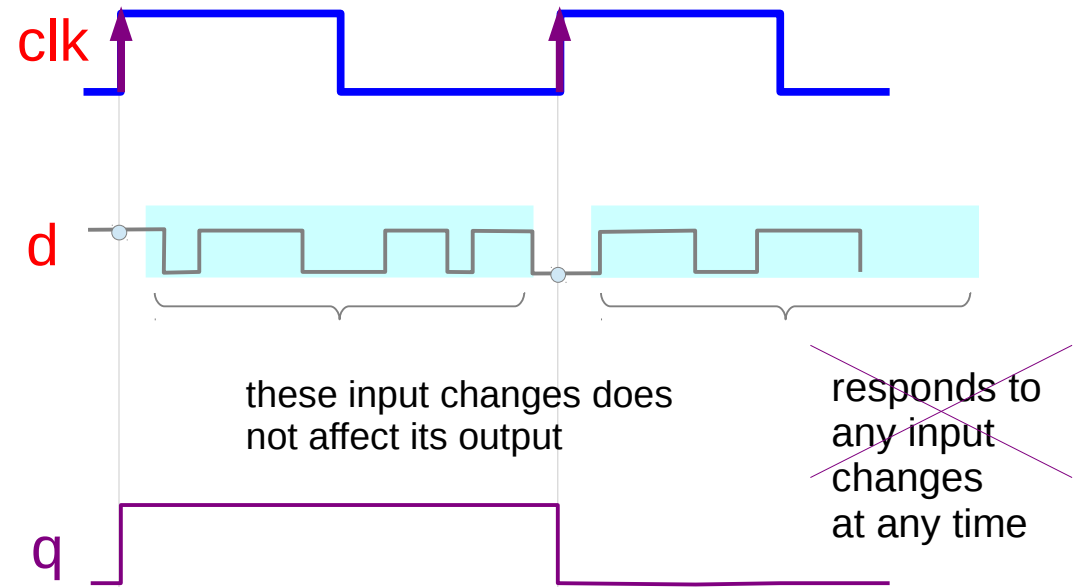 clk
d
these input changes does
not affect its output
responds to
any input
changes
at any time
q